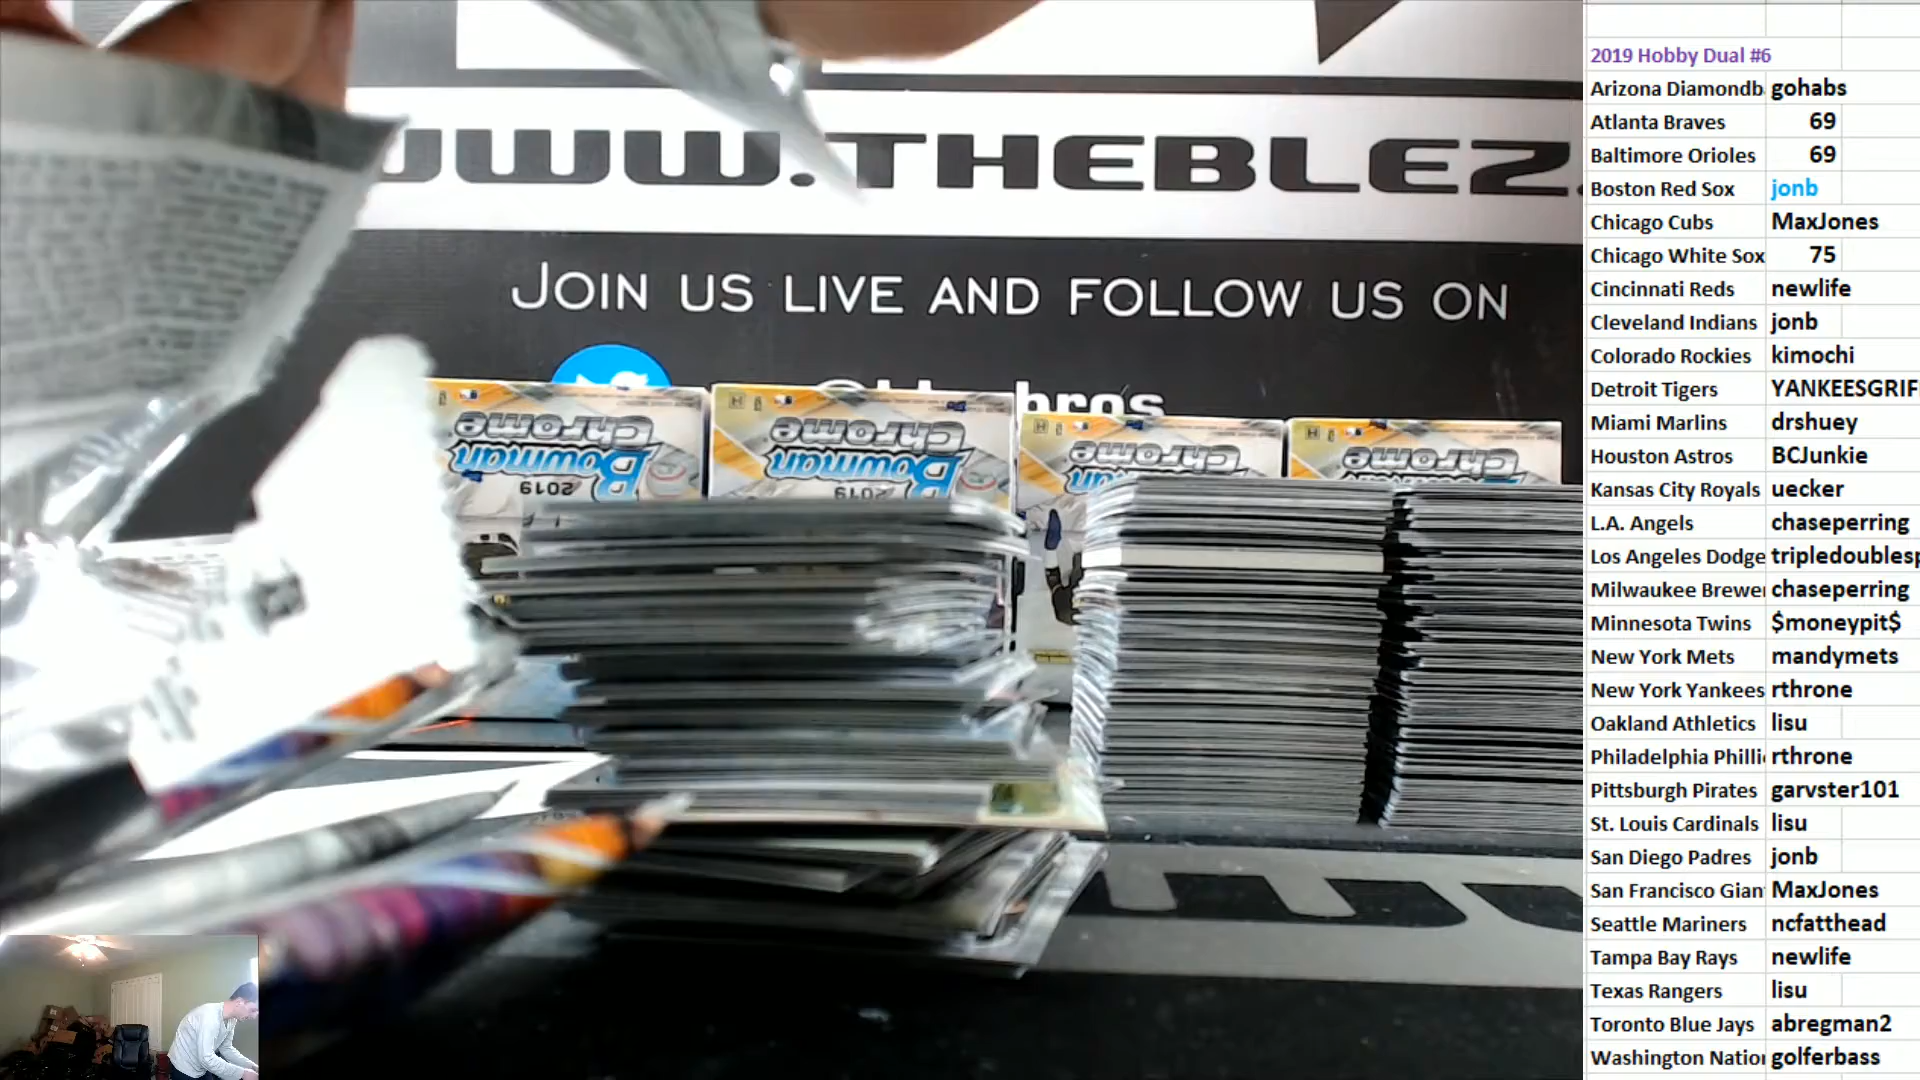 WWW.THEBLEZ.
JOIN US LIVE AND FOLLOW US ON
bros
Chrome
Bowman
2019
Chrome
Bowman
2019
Chrome
Chrome
2019 Hobby Dual #6
Arizona Diamondb gohabs
Atlanta Braves 69
Baltimore Orioles 69
Boston Red Sox jonb
Chicago Cubs MaxJones
Chicago White Sox 75
Cincinnati Reds newlife
Cleveland Indians jonb
Colorado Rockies kimochi
Detroit Tigers YANKEESGRIF
Miami Marlins drshuey
Houston Astros BCJunkie
Kansas City Royals uecker
L.A. Angels chaseperring
Los Angeles Dodge tripledoublesp
Milwaukee Brewe chaseperring
Minnesota Twins $moneypit$
New York Mets mandymets
New York Yankees rthrone
Oakland Athletics lisu
Philadelphia Philli rthrone
Pittsburgh Pirates garvster101
St. Louis Cardinals lisu
San Diego Padres jonb
San Francisco Gian MaxJones
Seattle Mariners ncfatthead
Tampa Bay Rays newlife
Texas Rangers lisu
Toronto Blue Jays abregman2
Washington Natio golferbass